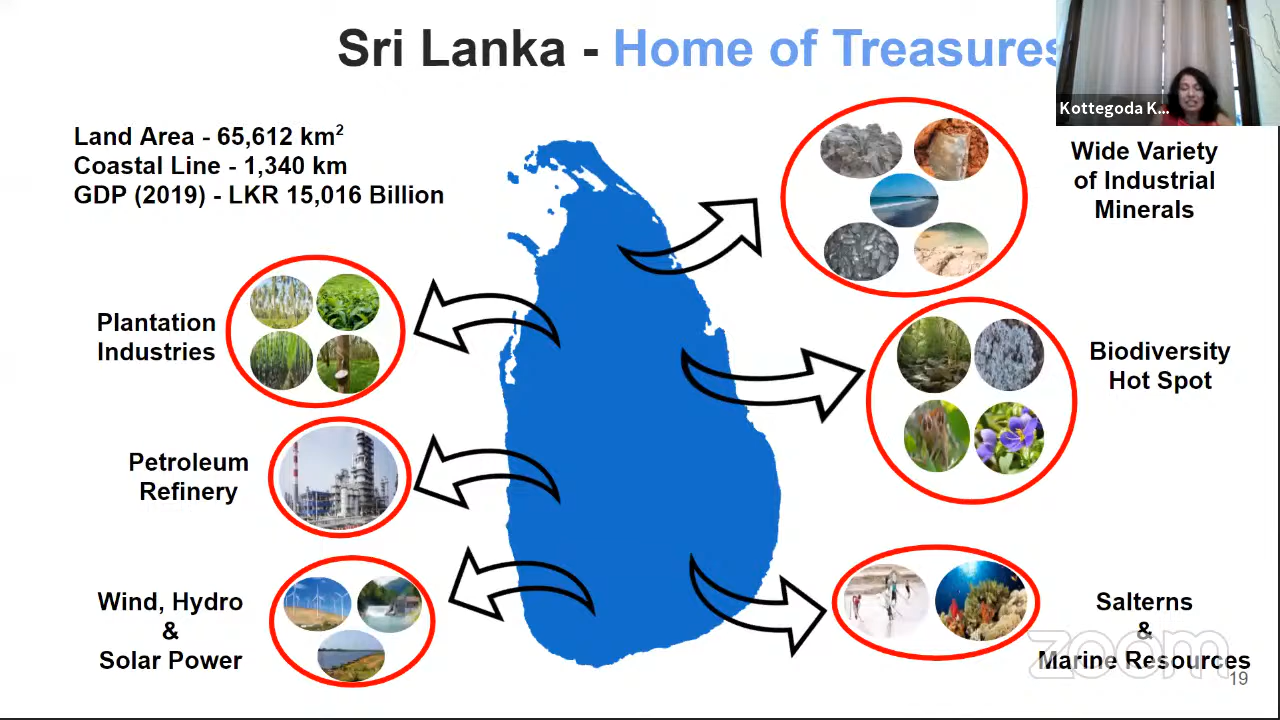 Sri Lanka - Home of Treasures
Kottegoda K...
Land Area - 65,612 km²
Coastal Line - 1,340 km
GDP (2019) - LKR 15,016 Billion
Wide Variety
of Industrial
Minerals
Plantation
Industries
Biodiversity
Hot Spot
Petroleum
Refinery
Wind, Hydro
&
Solar Power
Salterns
&
Marine Resources
zoom
19